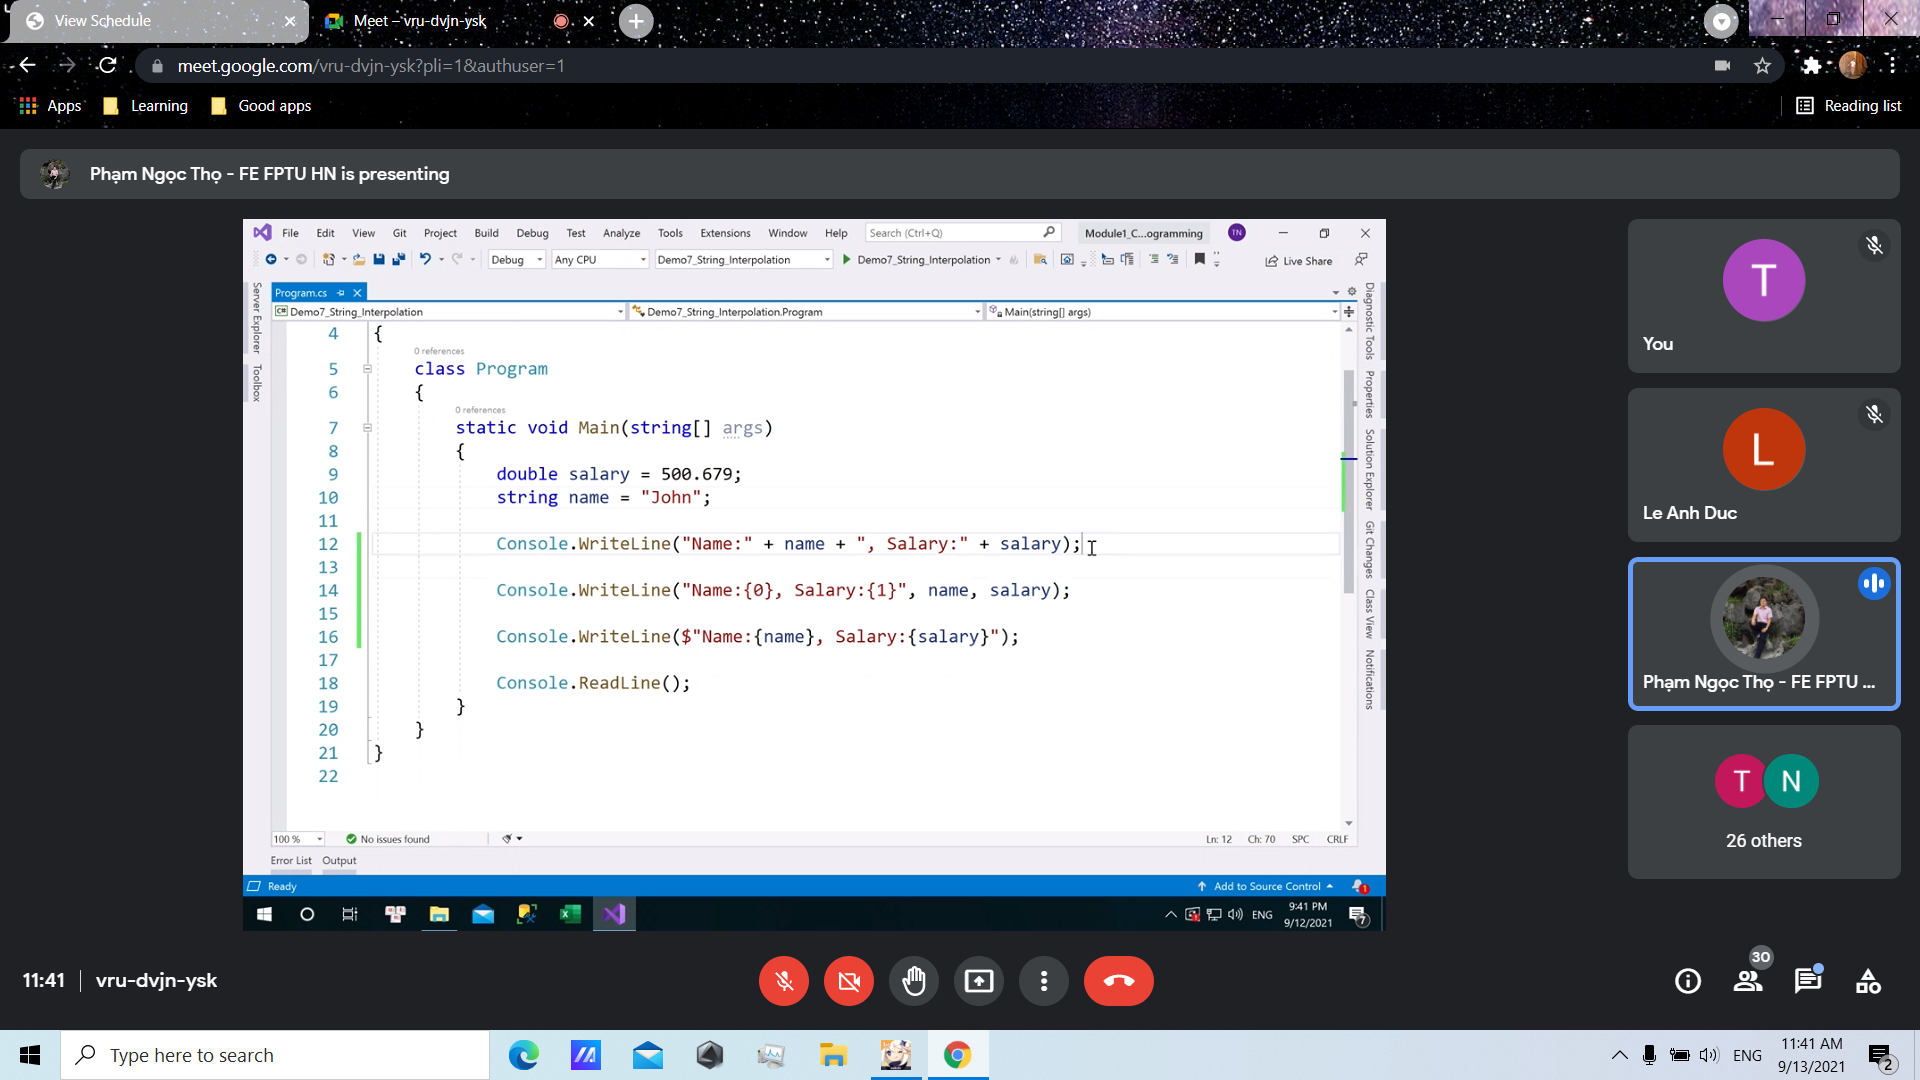 View Schedule
Meet – vru-dvjn-ysk
meet.google.com/vru-dvjn-ysk?pli=1&authuser=1
Apps
Learning
Good apps
Reading list
Phạm Ngọc Thọ - FE FPTU HN is presenting
File Edit View Git Project Build Debug Test Analyze Tools Extensions Window Help Search (Ctrl+Q) Module1_C...ogramming TN
Debug Any CPU Demo7_String_Interpolation Demo7_String_Interpolation Live Share
Program.cs
Demo7_String_Interpolation Demo7_String_Interpolation.Program Main(string[] args)
Server Explorer
Toolbox
4 {
0 references
5 class Program
6 {
0 references
7 static void Main(string[] args)
8 {
9 double salary = 500.679;
10 string name = "John";
11
12 Console.WriteLine("Name:" + name + ", Salary:" + salary);
13
14 Console.WriteLine("Name:{0}, Salary:{1}", name, salary);
15
16 Console.WriteLine($"Name:{name}, Salary:{salary}");
17
18 Console.ReadLine();
19 }
20 }
21 }
22
Diagnostic Tools
Properties
Solution Explorer
Git Changes
Class View
Notifications
100 % No issues found Ln: 12 Ch: 70 SPC CRLF
Error List Output
Ready Add to Source Control 1
ENG 9:41 PM
9/12/2021 7
T
You
L
Le Anh Duc
Phạm Ngọc Thọ - FE FPTU ...
T N
26 others
11:41 vru-dvjn-ysk
30
Type here to search
ENG
11:41 AM
9/13/2021
2